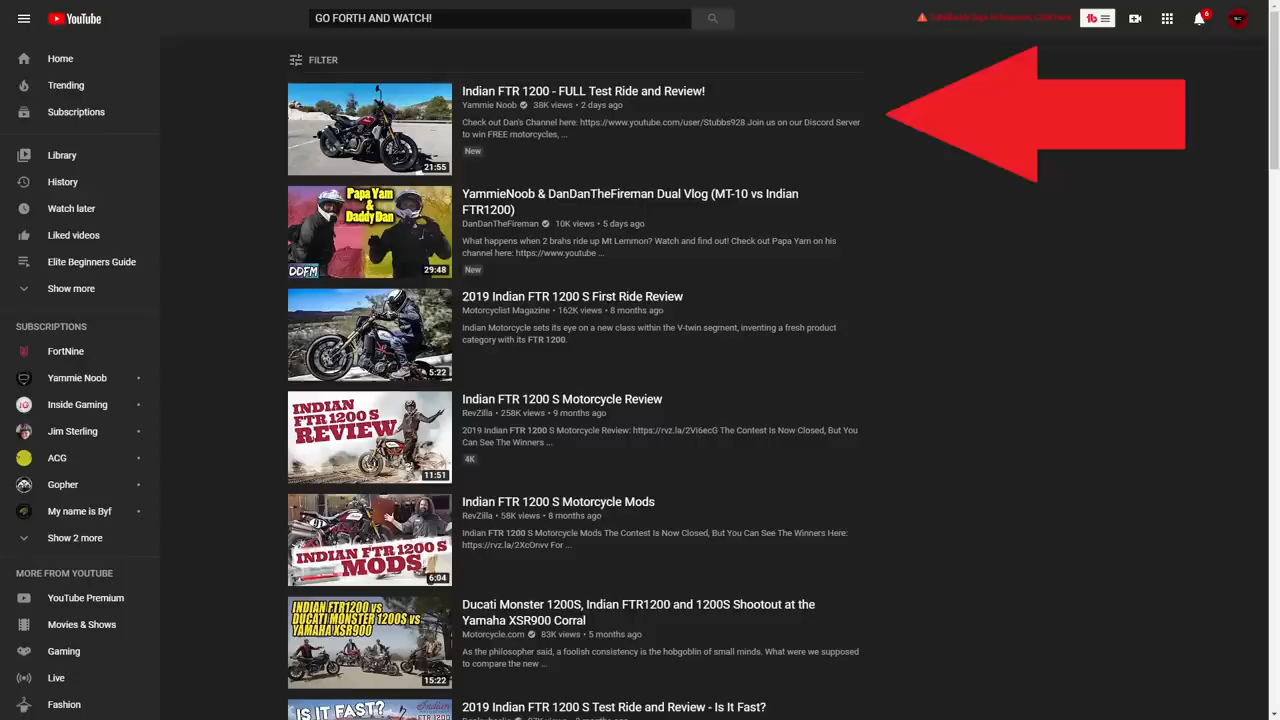 YouTube
GO FORTH AND WATCH!
6
Home
Trending
Subscriptions
Library
History
Watch later
Liked videos
Elite Beginners Guide
Show more
SUBSCRIPTIONS
FortNine
Yammie Noob
Inside Gaming
Jim Sterling
ACG
Gopher
My name is Byf
Show 2 more
MORE FROM YOUTUBE
YouTube Premium
Movies & Shows
Gaming
Live
Fashion
FILTER
21:55
Indian FTR 1200 - FULL Test Ride and Review!
Yammie Noob 38K views • 2 days ago
Check out Dan's Channel here: https://www.youtube.com/user/Stubbs928 Join us on our Discord Server
to win FREE motorcycles, ...
New
Papa Yam
&
Daddy Dan
DDFM
29:48
YammieNoob & DanDanTheFireman Dual Vlog (MT-10 vs Indian
FTR1200)
DanDanTheFireman 10K views • 5 days ago
What happens when 2 brahs ride up Mt Lemmon? Watch and find out! Check out Papa Yam on his
channel here: https://www.youtube ...
New
5:22
2019 Indian FTR 1200 S First Ride Review
Motorcyclist Magazine • 162K views • 8 months ago
Indian Motorcycle sets its eye on a new class within the V-twin segment, inventing a fresh product
category with its FTR 1200.
INDIAN
FTR 1200 S
REVIEW
11:51
Indian FTR 1200 S Motorcycle Review
RevZilla • 258K views • 9 months ago
2019 Indian FTR 1200 S Motorcycle Review: https://rvz.la/2VI6ecG The Contest Is Now Closed, But You
Can See The Winners ...
4K
INDIAN FTR 1200 S
MODS
6:04
Indian FTR 1200 S Motorcycle Mods
RevZilla • 58K views • 8 months ago
Indian FTR 1200 S Motorcycle Mods The Contest Is Now Closed, But You Can See The Winners Here:
https://rvz.la/2XcOnvv For ...
INDIAN FTR1200 vs
DUCATI MONSTER 1200S vs.
YAMAHA XSR900
15:22
Ducati Monster 1200S, Indian FTR1200 and 1200S Shootout at the
Yamaha XSR900 Corral
Motorcycle.com 83K views • 5 months ago
As the philosopher said, a foolish consistency is the hobgoblin of small minds. What were we supposed
to compare the new ...
IS IT FAST?
Indian
FTR 1200
2019 Indian FTR 1200 S Test Ride and Review - Is It Fast?